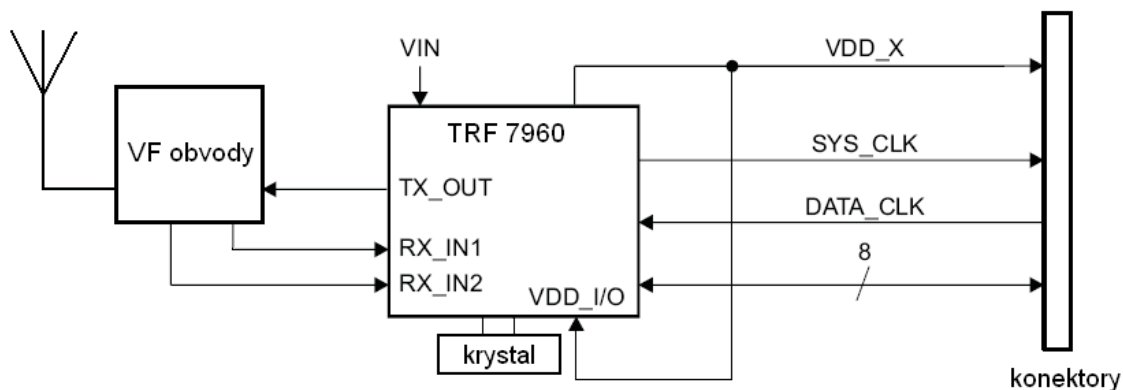 VIN
VDD_X
TRF 7960
VF obvody
SYS_CLK
TX_OUT
DATA_CLK
RX_IN1
8
RX_IN2
VDD_I/O
krystal
konektory